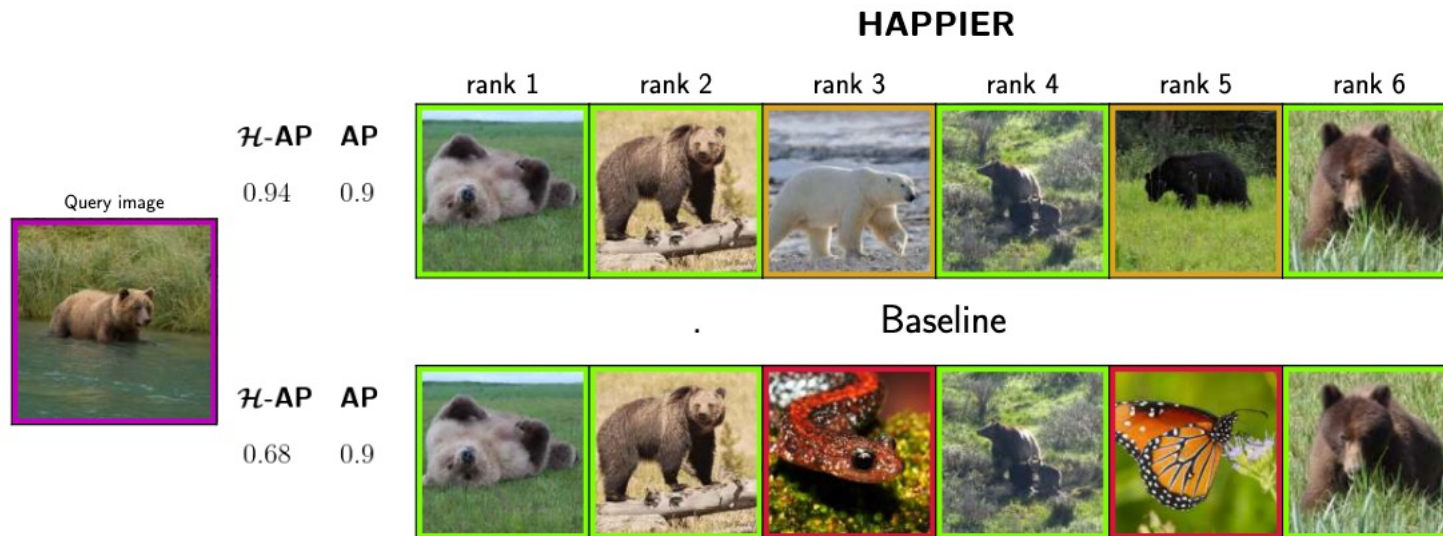 HAPPIER
rank 1 rank 2 rank 3 rank 4 rank 5 rank 6
ℋ-AP AP
0.94 0.9
Query image
. Baseline
ℋ-AP AP
0.68 0.9